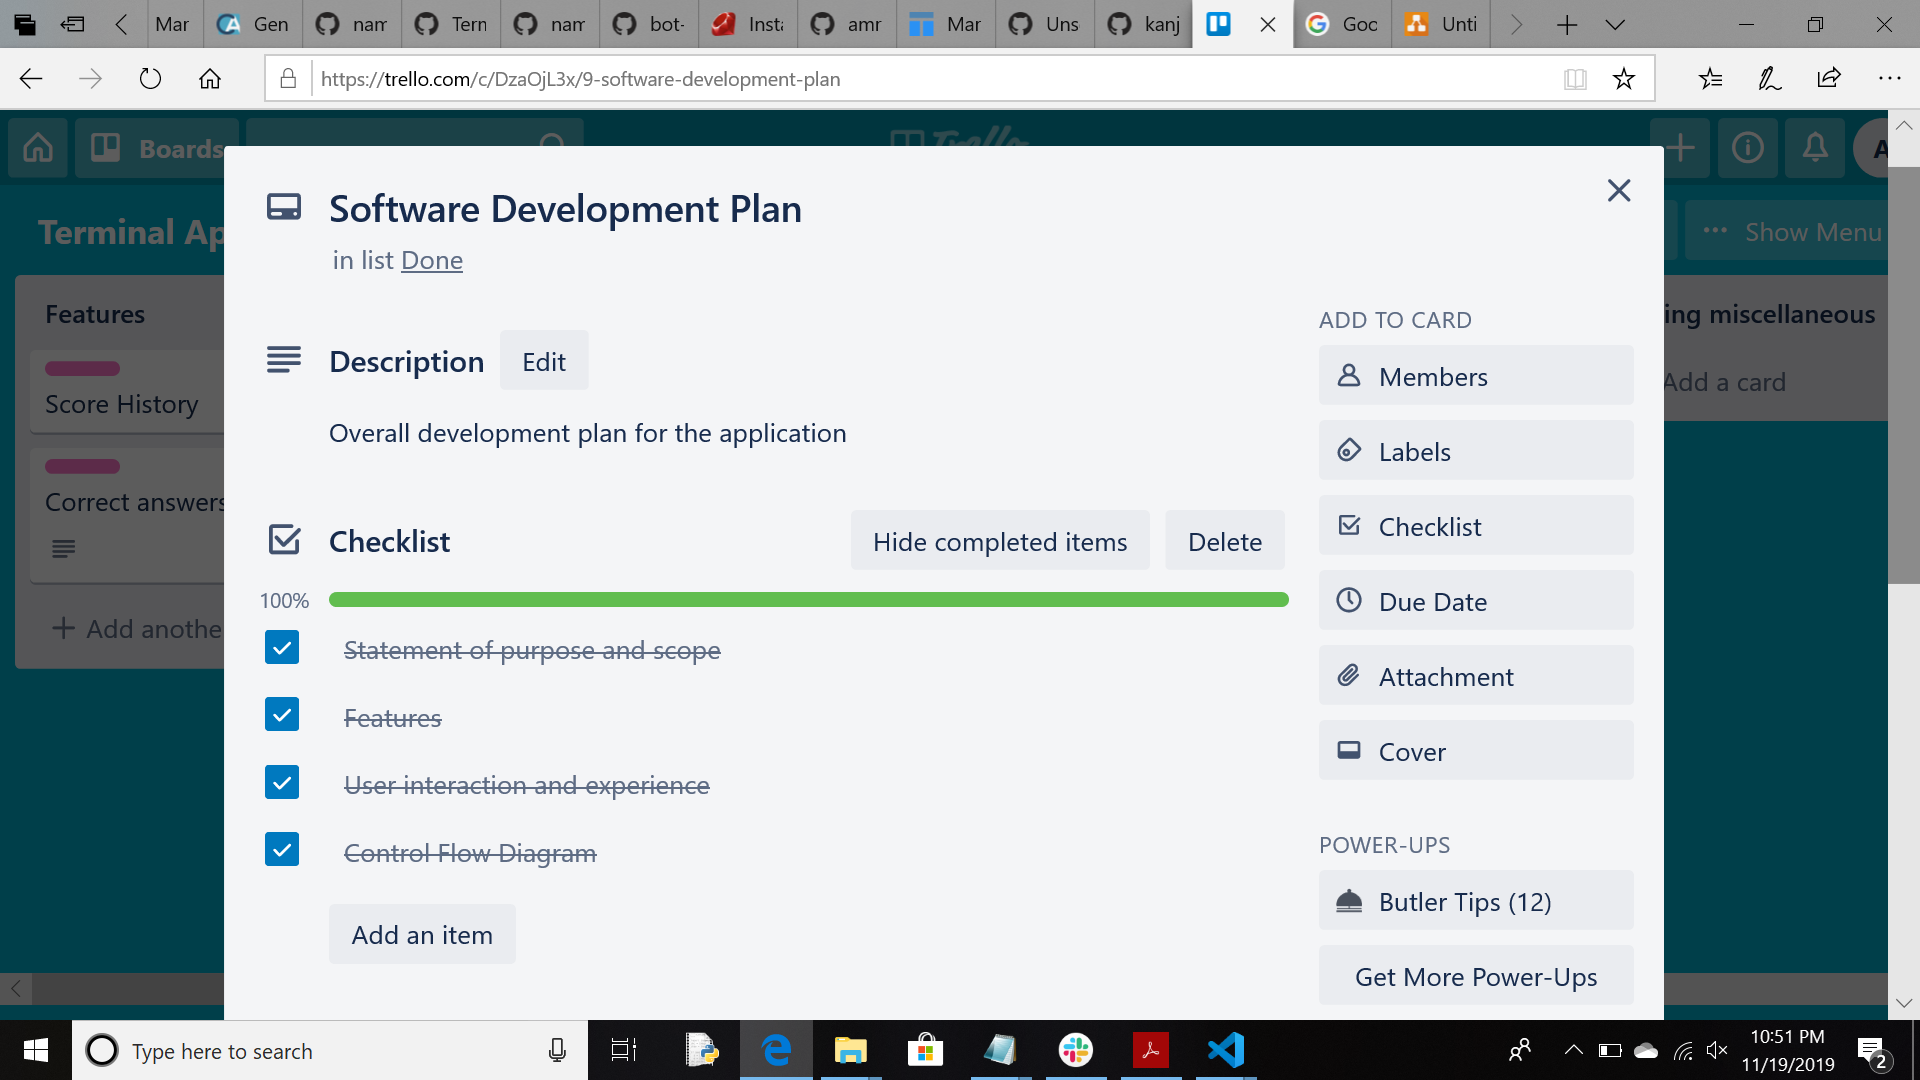 Mar
Gen
nam
Tern
nam
bot-
Insta
amr
Mar
Uns
kanj
Goo
Unti
https://trello.com/c/DzaOjL3x/9-software-development-plan
Boards
Trello
A
Terminal Ap
Show Menu
Features
Score History
Correct answers
Add anothe
ing miscellaneous
Add a card
Software Development Plan
in list Done
Description
Edit
Overall development plan for the application
Checklist
Hide completed items
Delete
100%
Statement of purpose and scope
Features
User interaction and experience
Control Flow Diagram
Add an item
ADD TO CARD
Members
Labels
Checklist
Due Date
Attachment
Cover
POWER-UPS
Butler Tips (12)
Get More Power-Ups
Type here to search
10:51 PM
11/19/2019
2